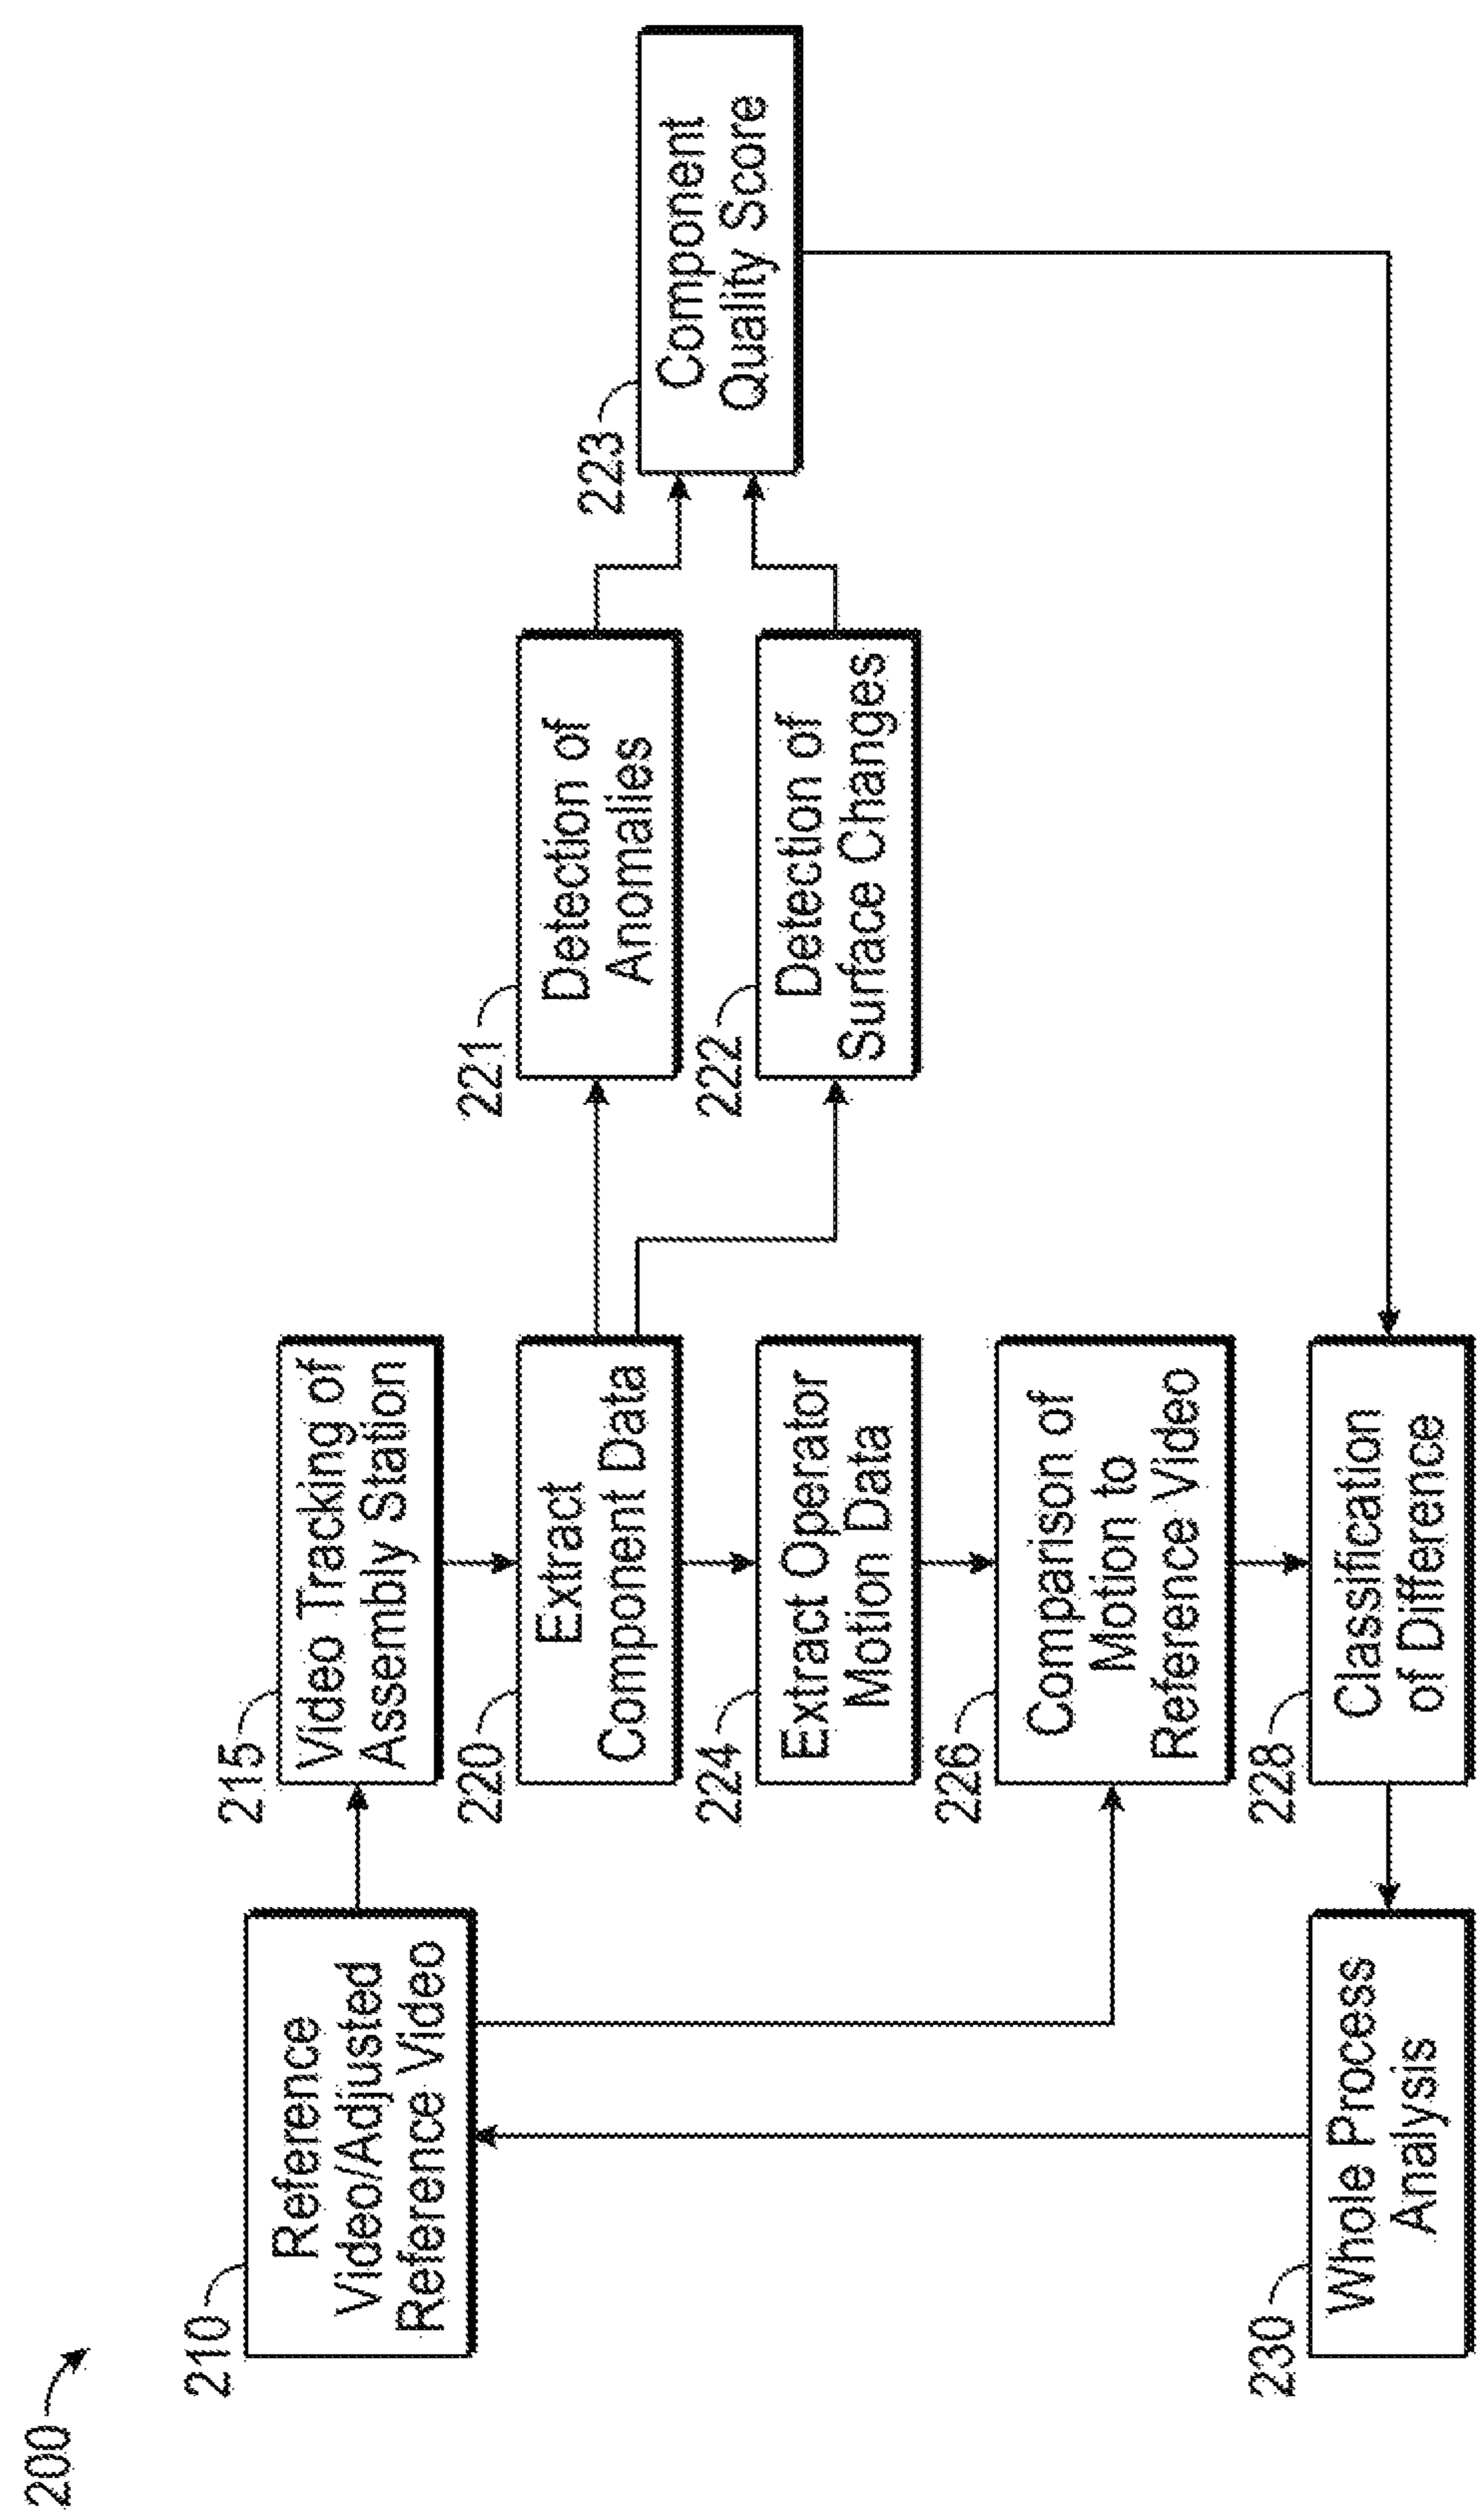 200
210
Reference
Video/Adjusted
Reference Video
215
Video Tracking of
Assembly Station
220
Extract
Component Data
221
Detection of
Anomalies
222
Detection of
Surface Changes
223
Component
Quality Score
224
Extract Operator
Motion Data
226
Comparison of
Motion to
Reference Video
228
Classification
of Difference
230
Whole Process
Analysis